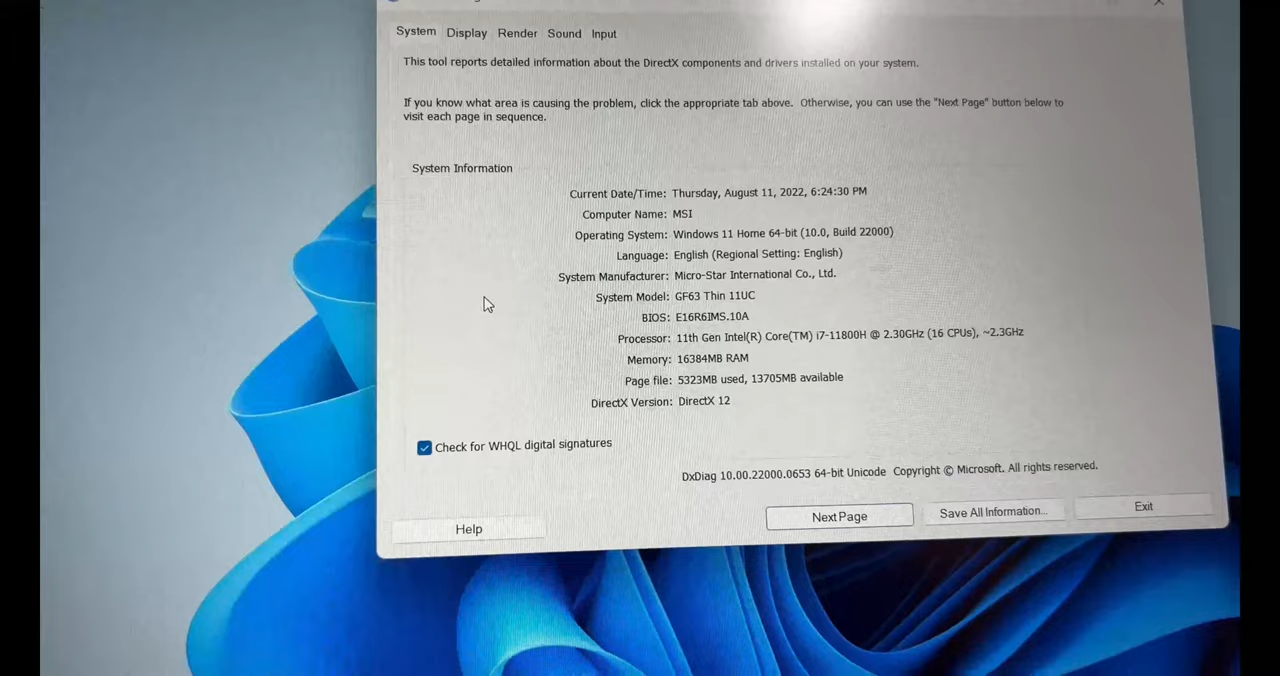 System Display Render Sound Input
This tool reports detailed information about the DirectX components and drivers installed on your system.
If you know what area is causing the problem, click the appropriate tab above. Otherwise, you can use the "Next Page" button below to
visit each page in sequence.
System Information
Current Date/Time: Thursday, August 11, 2022, 6:24:30 PM
Computer Name: MSI
Operating System: Windows 11 Home 64-bit (10.0, Build 22000)
Language: English (Regional Setting: English)
System Manufacturer: Micro-Star International Co., Ltd.
System Model: GF63 Thin 11UC
BIOS: E16R6IMS.10A
Processor: 11th Gen Intel(R) Core(TM) i7-11800H @ 2.30GHz (16 CPUs), ~2.3GHz
Memory: 16384MB RAM
Page file: 5323MB used, 13705MB available
DirectX Version: DirectX 12
Check for WHQL digital signatures
DxDiag 10.00.22000.0653 64-bit Unicode Copyright © Microsoft. All rights reserved.
Help Next Page Save All Information... Exit